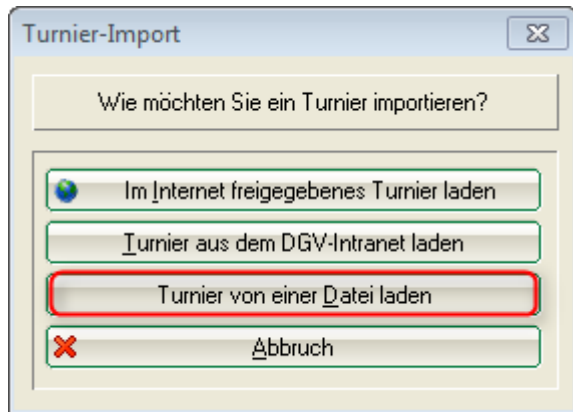 Turnier-Import
Wie möchten Sie ein Turnier importieren?
Im Internet freigegebenes Turnier laden
Turnier aus dem DGV-Intranet laden
Turnier von einer Datei laden
Abbruch